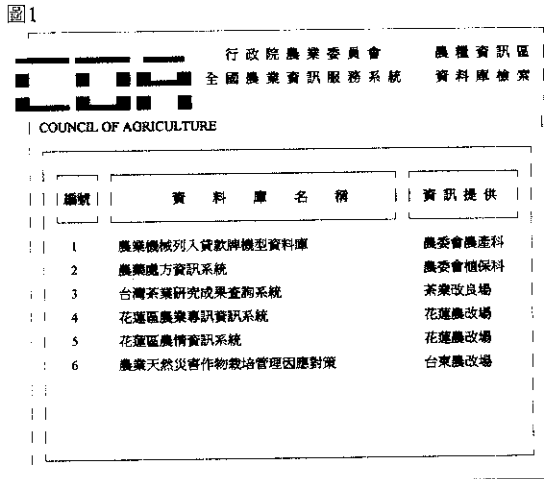 圖1
行政院農業委員會 農糧資訊區
全國農業資訊服務系統 資料庫檢索
COUNCIL OF AGRICULTURE
編號 資料庫名稱 資訊提供
1 農業機械列入貸款牌機型資料庫 農委會農產科
2 農藥處方資訊系統 農委會植保科
3 台灣茶業研究成果查詢系統 茶業改良場
4 花蓮區農業專訊資訊系統 花蓮農改場
5 花蓮區農情資訊系統 花蓮農改場
6 農業天然災害作物栽培管理因應對策 台東農改場